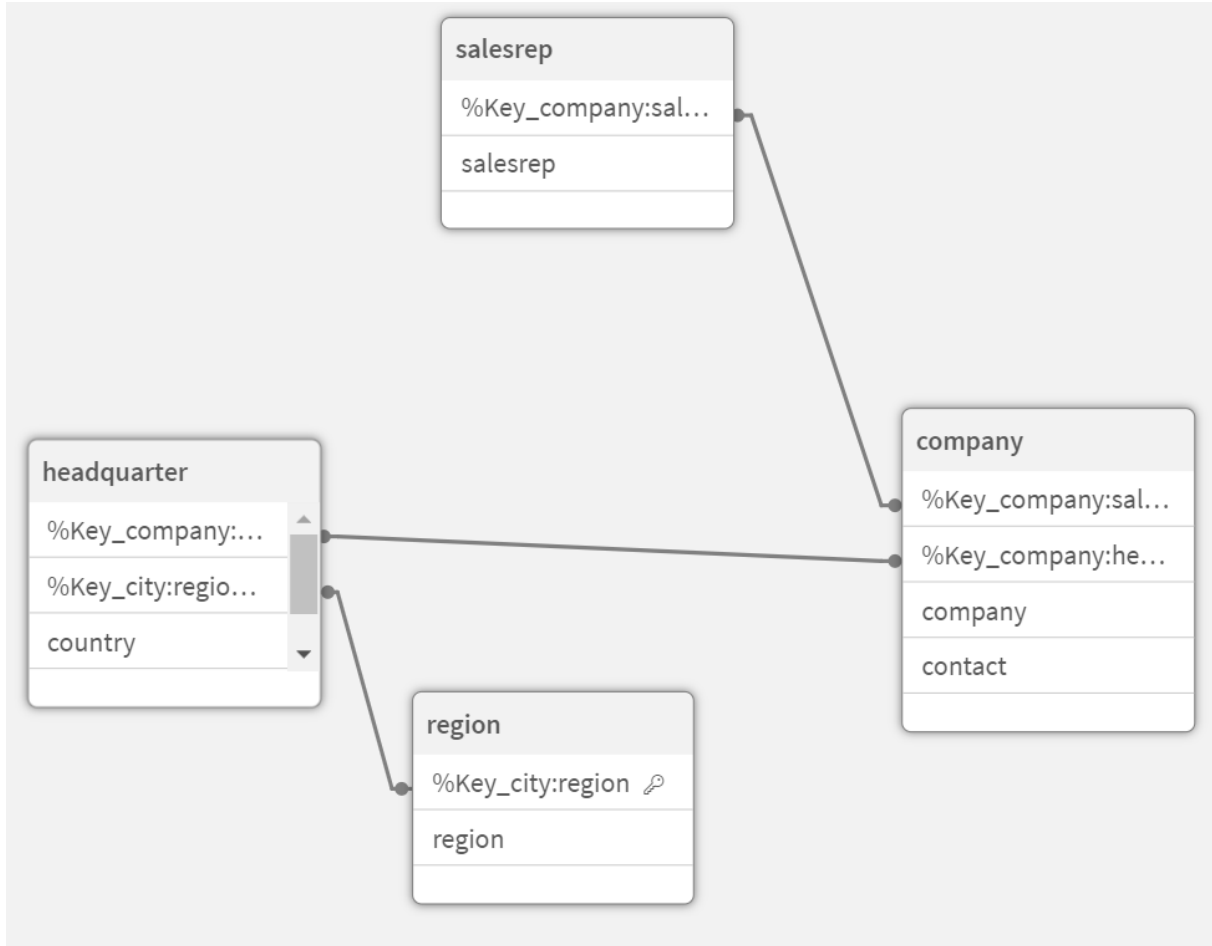 salesrep
%Key_company:sal...
salesrep
headquarter
%Key_company:...
%Key_city:regio...
country
company
%Key_company:sal...
%Key_company:he...
company
contact
region
%Key_city:region
region